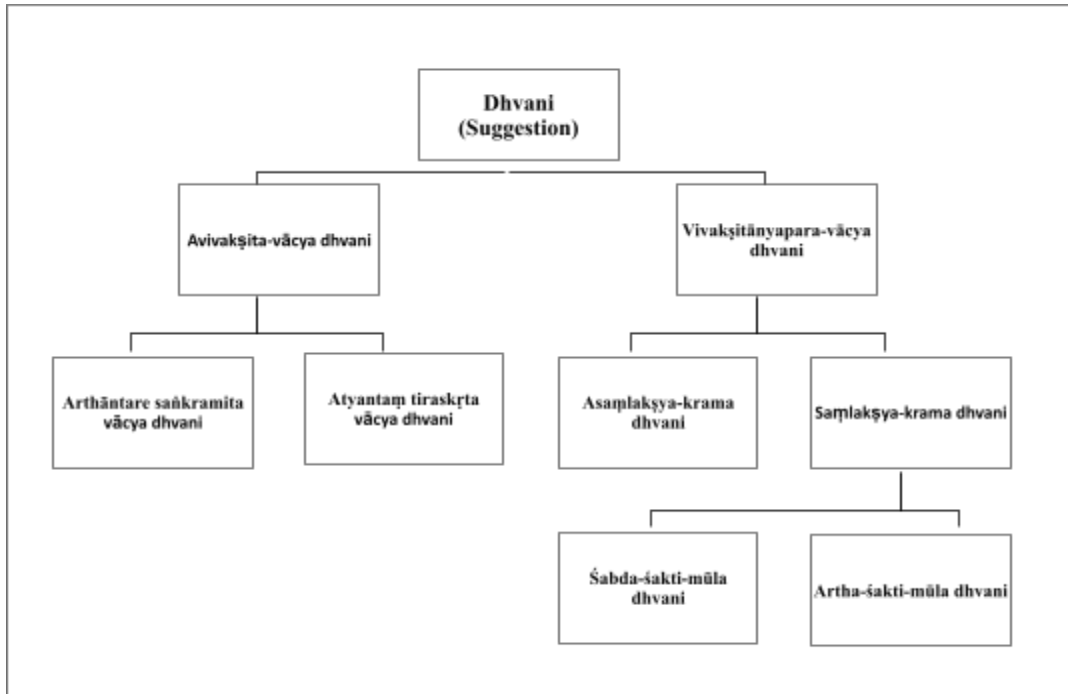 Dhvani
(Suggestion)
Avivakṣita-vācya dhvani
Vivakṣitānyapara-vācya
dhvani
Arthāntare saṅkramita
vācya dhvani
Atyantaṃ tiraskṛta
vācya dhvani
Asaṃlakṣya-krama
dhvani
Saṃlakṣya-krama dhvani
Śabda-śakti-mūla
dhvani
Artha-śakti-mūla dhvani